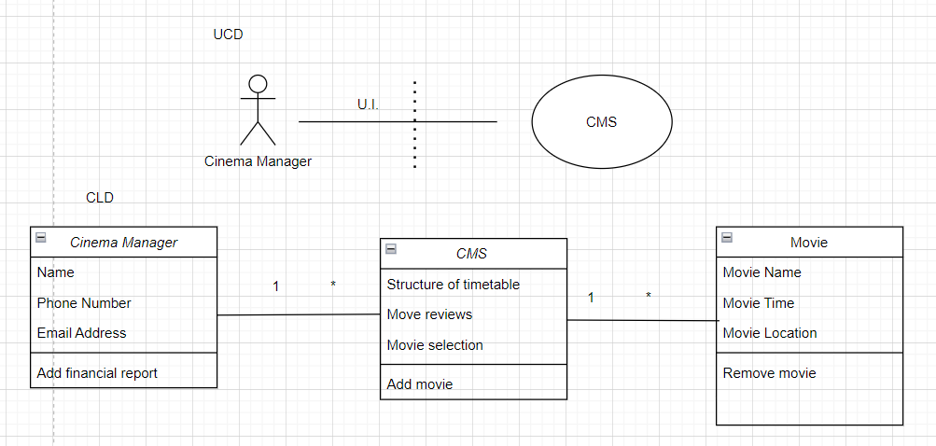 UCD
U.I.
CMS
Cinema Manager
CLD
Cinema Manager
Name
Phone Number
Email Address
Add financial report
1
*
CMS
Structure of timetable
Move reviews
Movie selection
Add movie
1
*
Movie
Movie Name
Movie Time
Movie Location
Remove movie